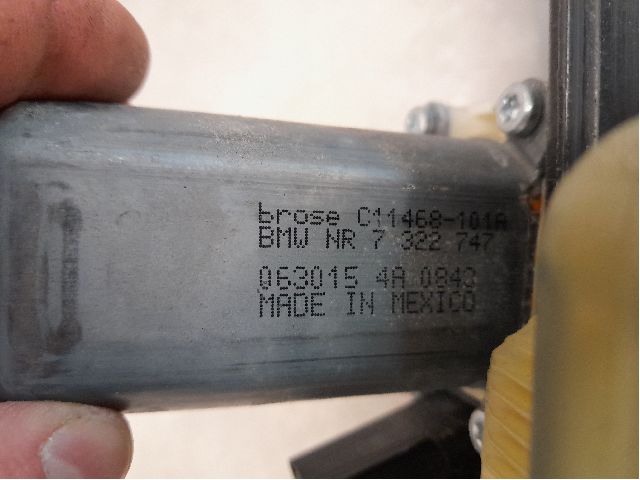 brose C11468-101A
BMW NR 7 322 747
063015 4A 0843
MADE IN MEXICO